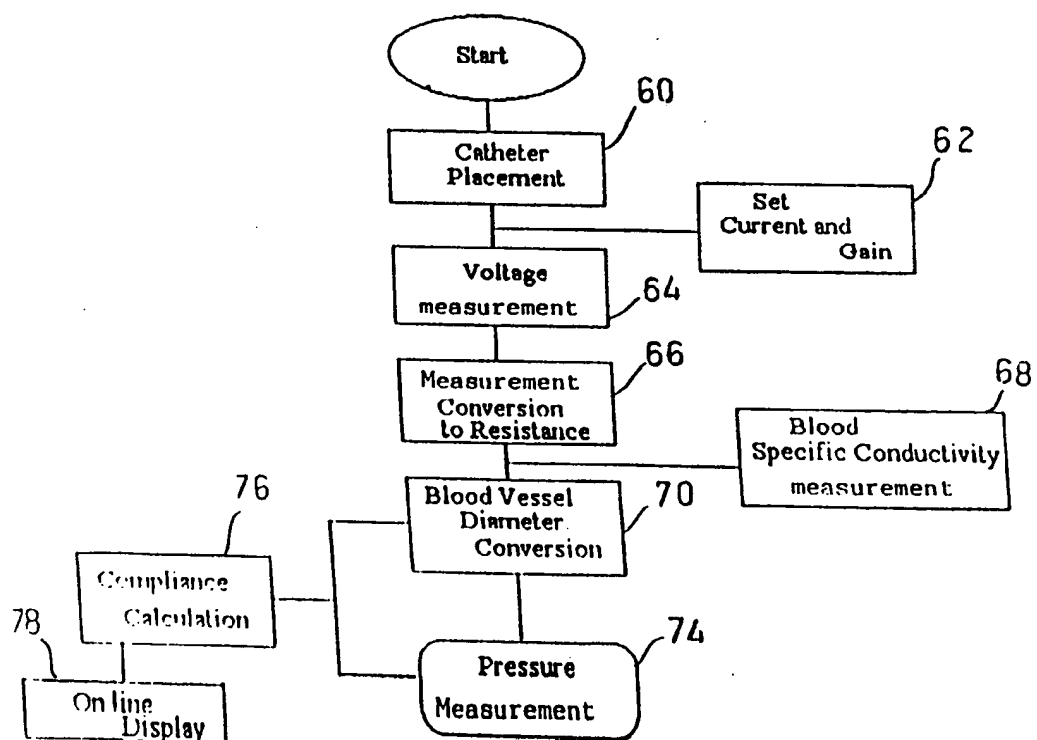 Start
60
Catheter
Placement
62
Set
Current and
Gain
Voltage
measurement
64
66
Measurement
Conversion
to Resistance
68
Blood
Specific Conductivity
measurement
76
Blood Vessel
Diameter
Conversion
70
Compliance
Calculation
78
On line
Display
74
Pressure
Measurement